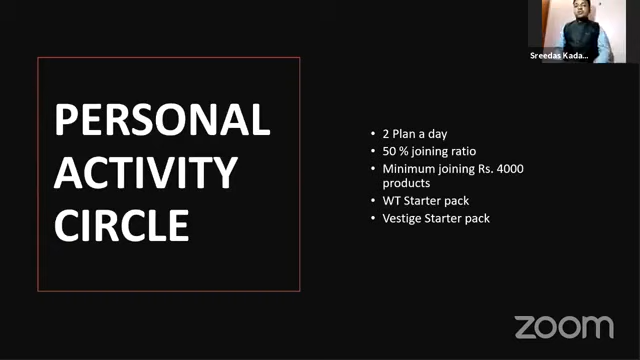 Sreedas Kada...
PERSONAL
ACTIVITY
CIRCLE
• 2 Plan a day
• 50 % joining ratio
• Minimum joining Rs. 4000
products
• WT Starter pack
• Vestige Starter pack
zoom